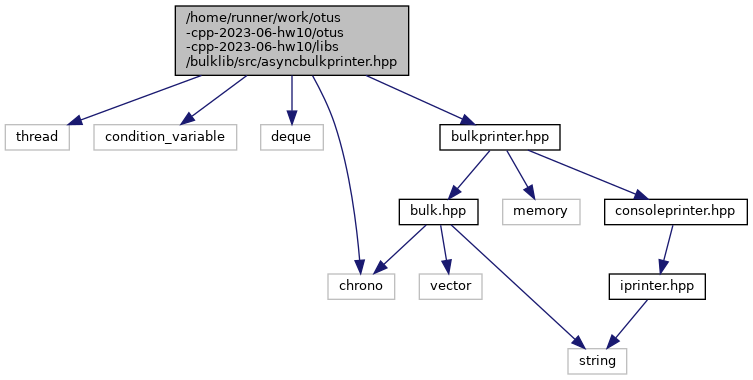 /home/runner/work/otus
-cpp-2023-06-hw10/otus
-cpp-2023-06-hw10/libs
/bulklib/src/asyncbulkprinter.hpp
thread
condition_variable
deque
bulkprinter.hpp
bulk.hpp
memory
consoleprinter.hpp
chrono
vector
iprinter.hpp
string